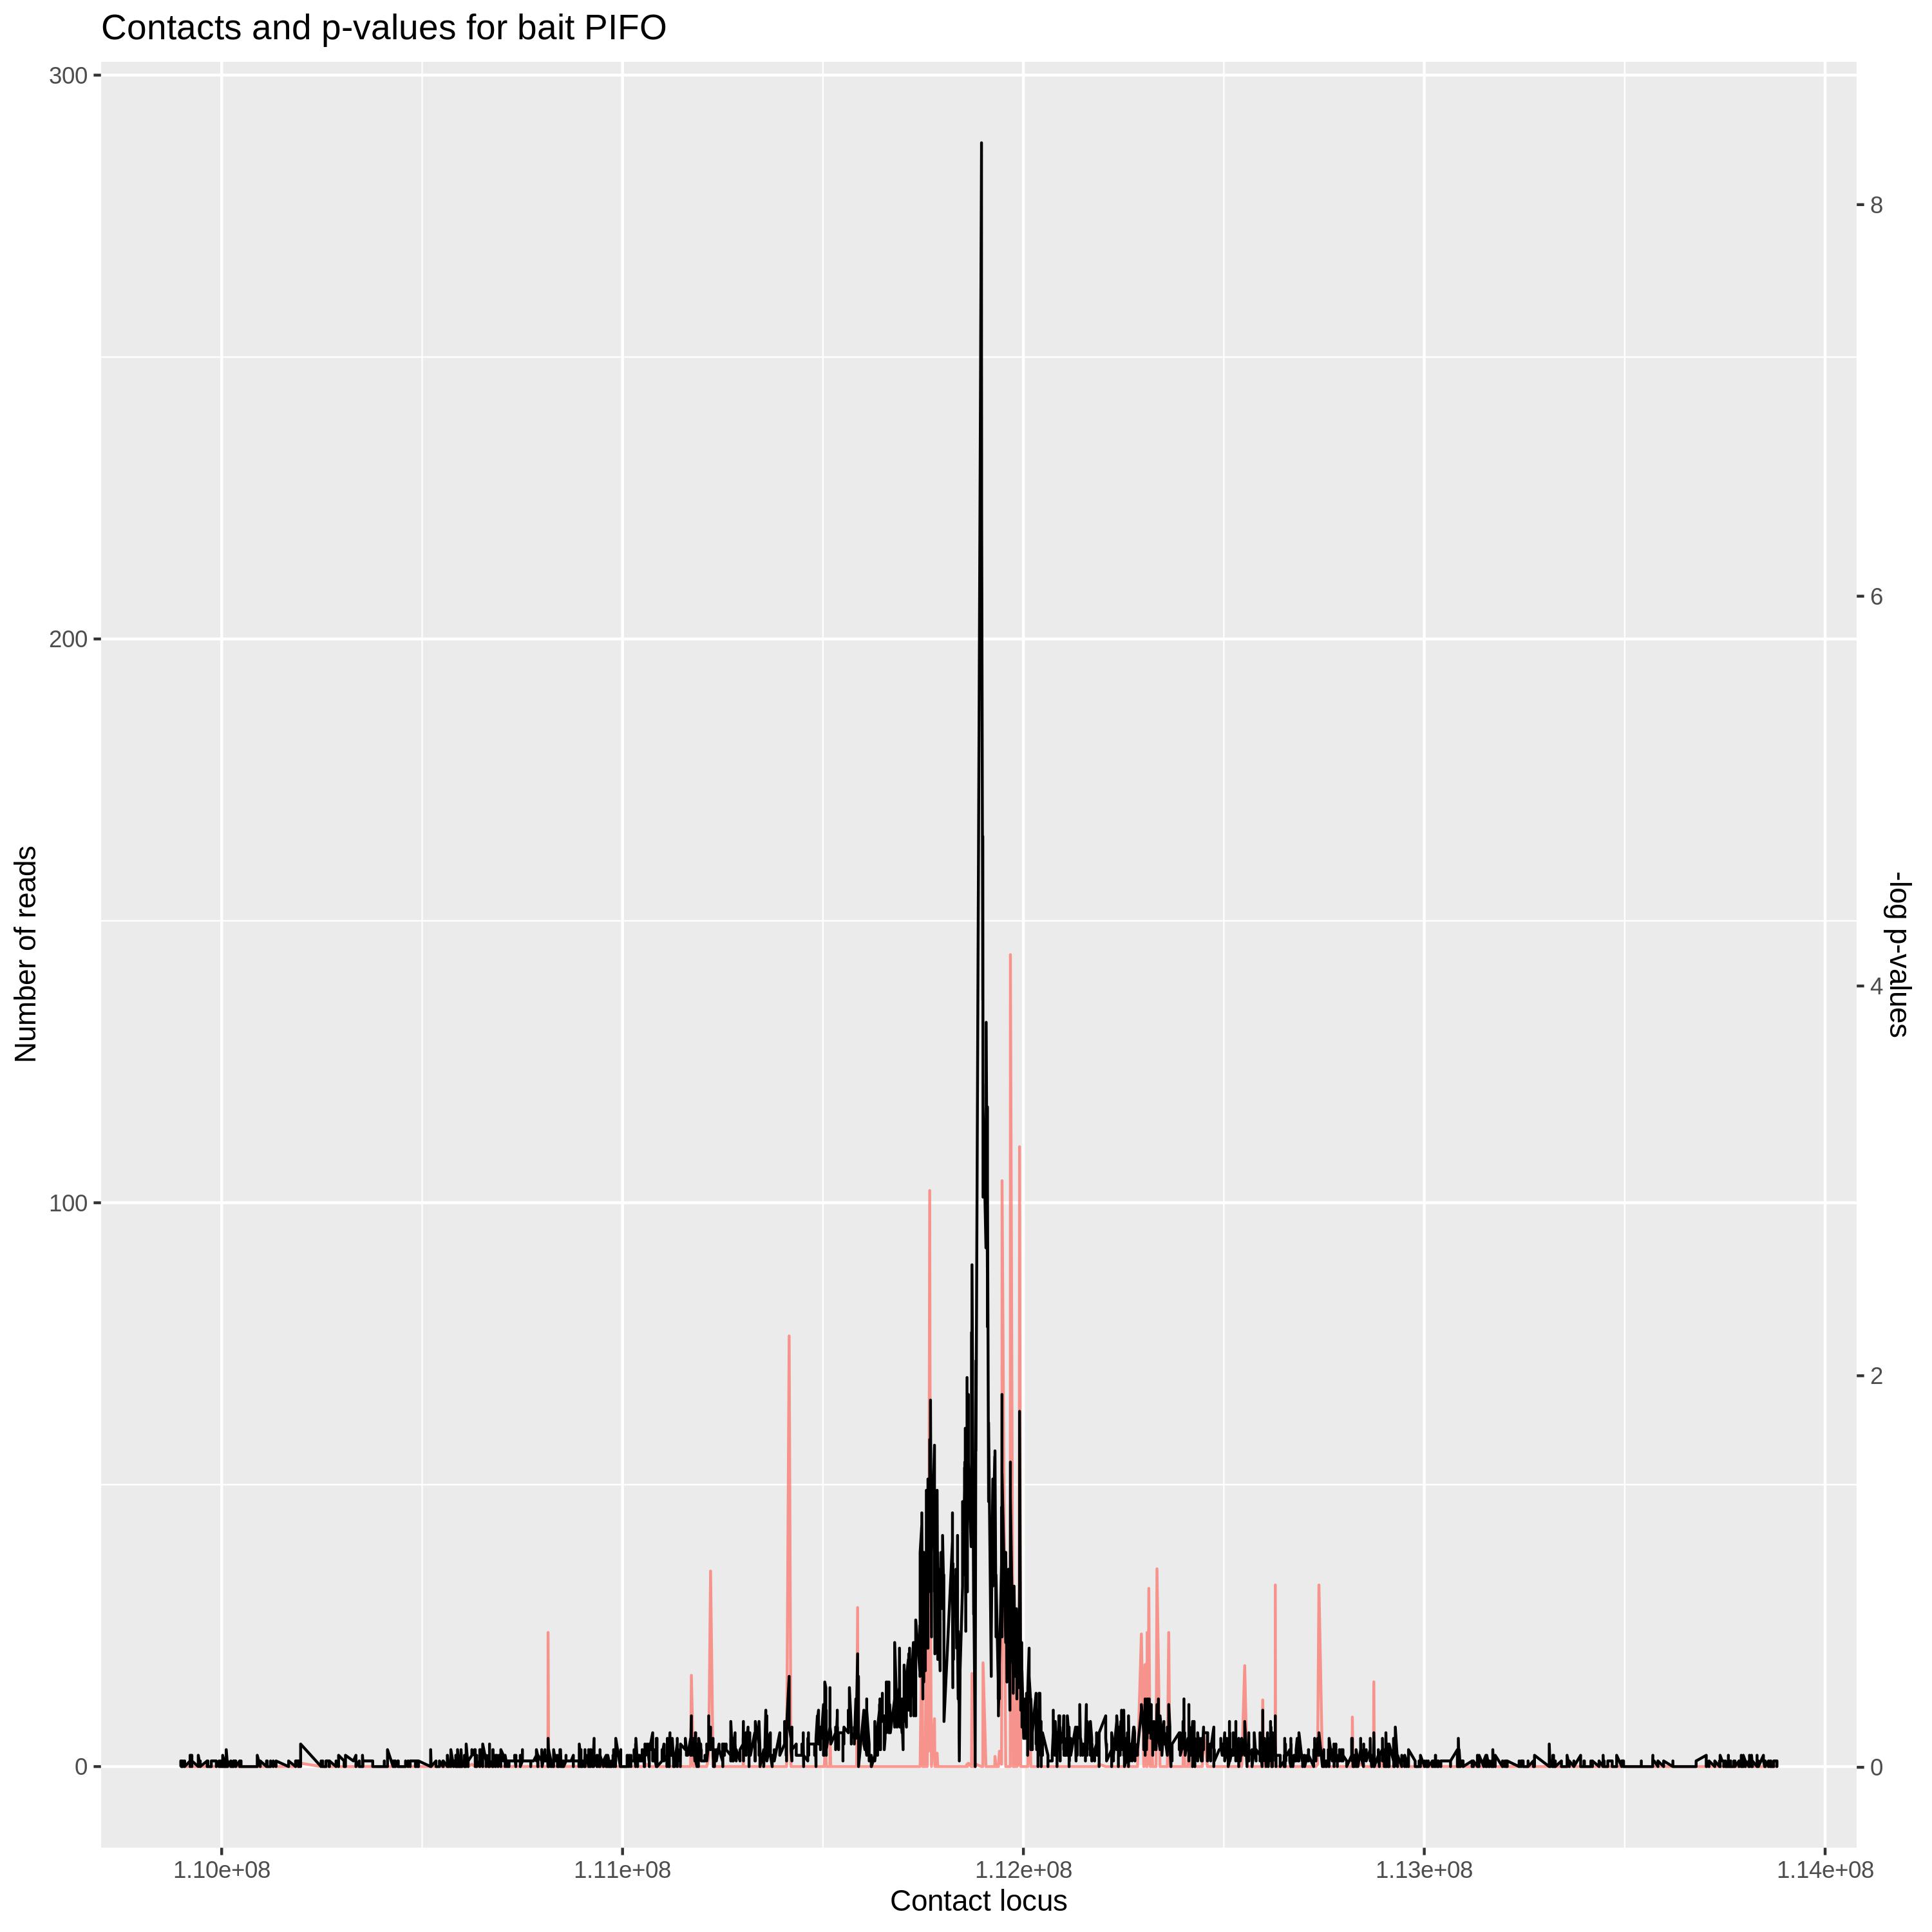 Contacts and p-values for bait PIFO
300
200
100
0
Number of reads
8
6
4
2
0
-log p-values
1.10e+08
1.11e+08
1.12e+08
1.13e+08
1.14e+08
Contact locus